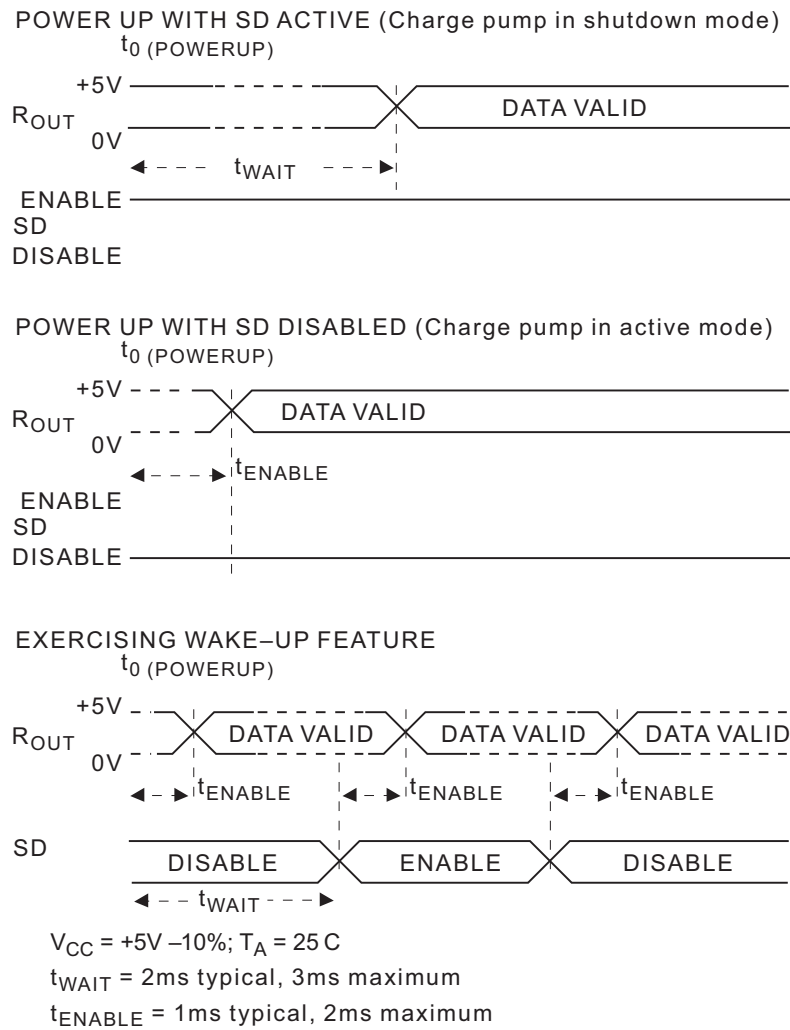 POWER UP WITH SD ACTIVE (Charge pump in shutdown mode)
t0 (POWERUP)
+5V
ROUT
DATA VALID
0V
tWAIT
ENABLE
SD
DISABLE
POWER UP WITH SD DISABLED (Charge pump in active mode)
t0 (POWERUP)
+5V
ROUT
DATA VALID
0V
tENABLE
ENABLE
SD
DISABLE
EXERCISING WAKE–UP FEATURE
t0 (POWERUP)
+5V
ROUT
DATA VALID DATA VALID DATA VALID
0V
tENABLE tENABLE tENABLE
SD
DISABLE ENABLE DISABLE
tWAIT
VCC = +5V –10%; TA = 25 C
tWAIT = 2ms typical, 3ms maximum
tENABLE = 1ms typical, 2ms maximum